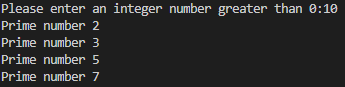 Please enter an integer number greater than 0:10
Prime number 2
Prime number 3
Prime number 5
Prime number 7